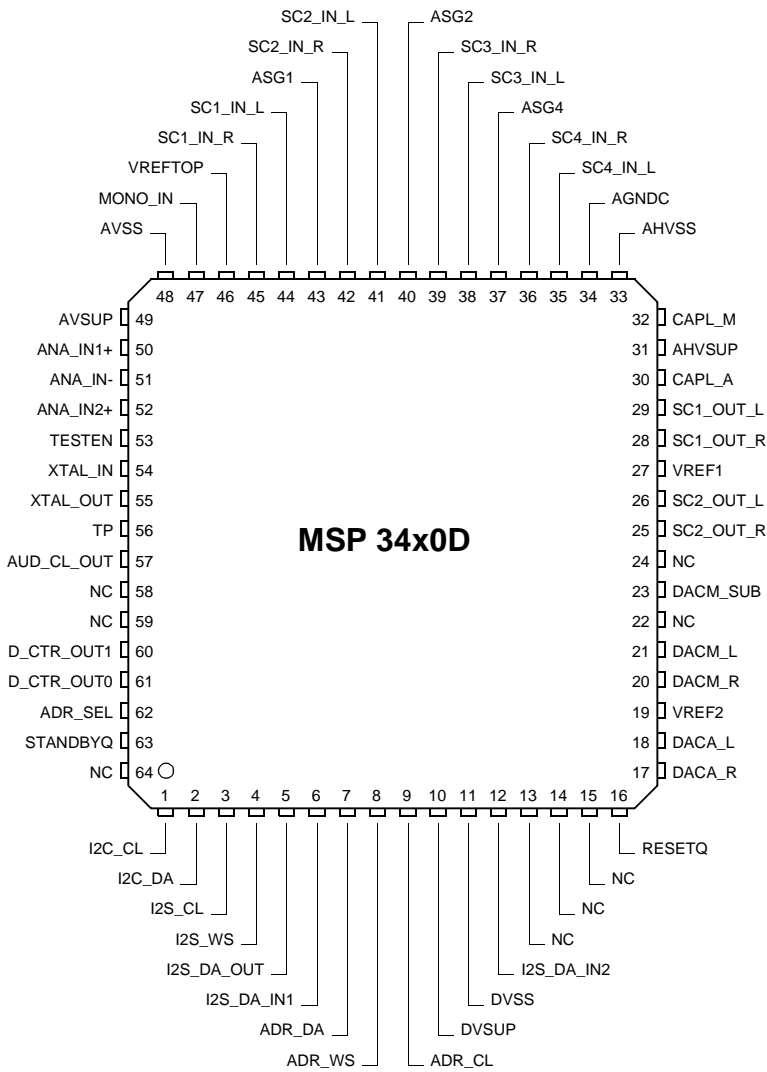 SC2_IN_L ASG2
SC2_IN_R SC3_IN_R
ASG1 SC3_IN_L
SC1_IN_L ASG4
SC1_IN_R SC4_IN_R
VREFTOP SC4_IN_L
MONO_IN AGNDC
AVSS AHVSS
48 47 46 45 44 43 42 41 40 39 38 37 36 35 34 33
AVSUP 49 32 CAPL_M
ANA_IN1+ 50 31 AHVSUP
ANA_IN- 51 30 CAPL_A
ANA_IN2+ 52 29 SC1_OUT_L
TESTEN 53 28 SC1_OUT_R
XTAL_IN 54 27 VREF1
XTAL_OUT 55 26 SC2_OUT_L
TP 56 25 SC2_OUT_R
MSP 34x0D
AUD_CL_OUT 57 24 NC
NC 58 23 DACM_SUB
NC 59 22 NC
D_CTR_OUT1 60 21 DACM_L
D_CTR_OUT0 61 20 DACM_R
ADR_SEL 62 19 VREF2
STANDBYQ 63 18 DACA_L
NC 64 17 DACA_R
1 2 3 4 5 6 7 8 9 10 11 12 13 14 15 16
I2C_CL RESETQ
I2C_DA NC
I2S_CL NC
I2S_WS NC
I2S_DA_OUT I2S_DA_IN2
I2S_DA_IN1 DVSS
ADR_DA DVSUP
ADR_WS ADR_CL